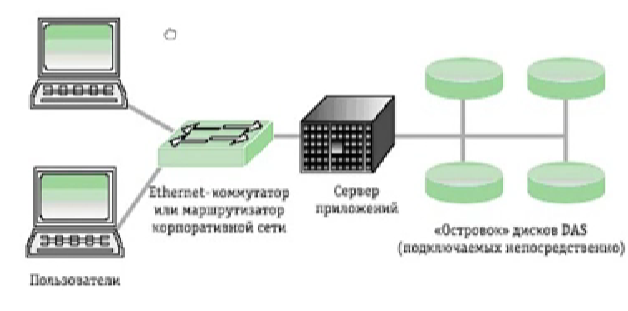 Ethernet-коммутатор
или маршрутизатор
корпоративной сети
Сервер
приложений
«Островок» дисков DAS
(подключаемых непосредственно)
Пользователи